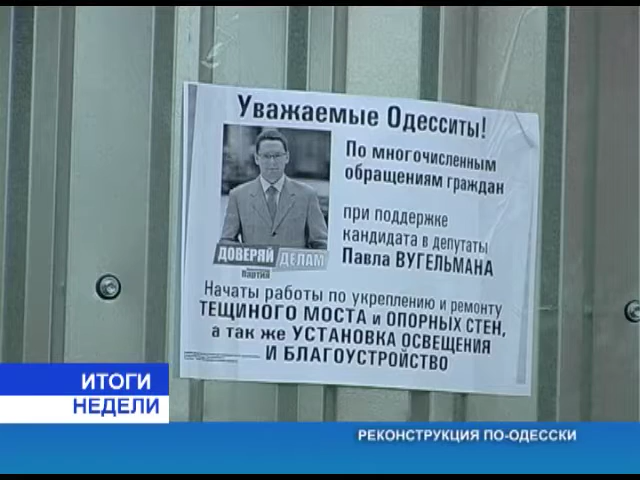 Уважаемые Одесситы!
По многочисленным
обращениям граждан
при поддержке
кандидата в депутаты
Павла ВУГЕЛЬМАНА
ДОВЕРЯЙ ДЕЛАМ
Партия
Начаты работы по укреплению и ремонту
ТЕЩИНОГО МОСТА и ОПОРНЫХ СТЕН,
а так же УСТАНОВКА ОСВЕЩЕНИЯ
И БЛАГОУСТРОЙСТВО
ИТОГИ
НЕДЕЛИ
РЕКОНСТРУКЦИЯ ПО-ОДЕССКИ